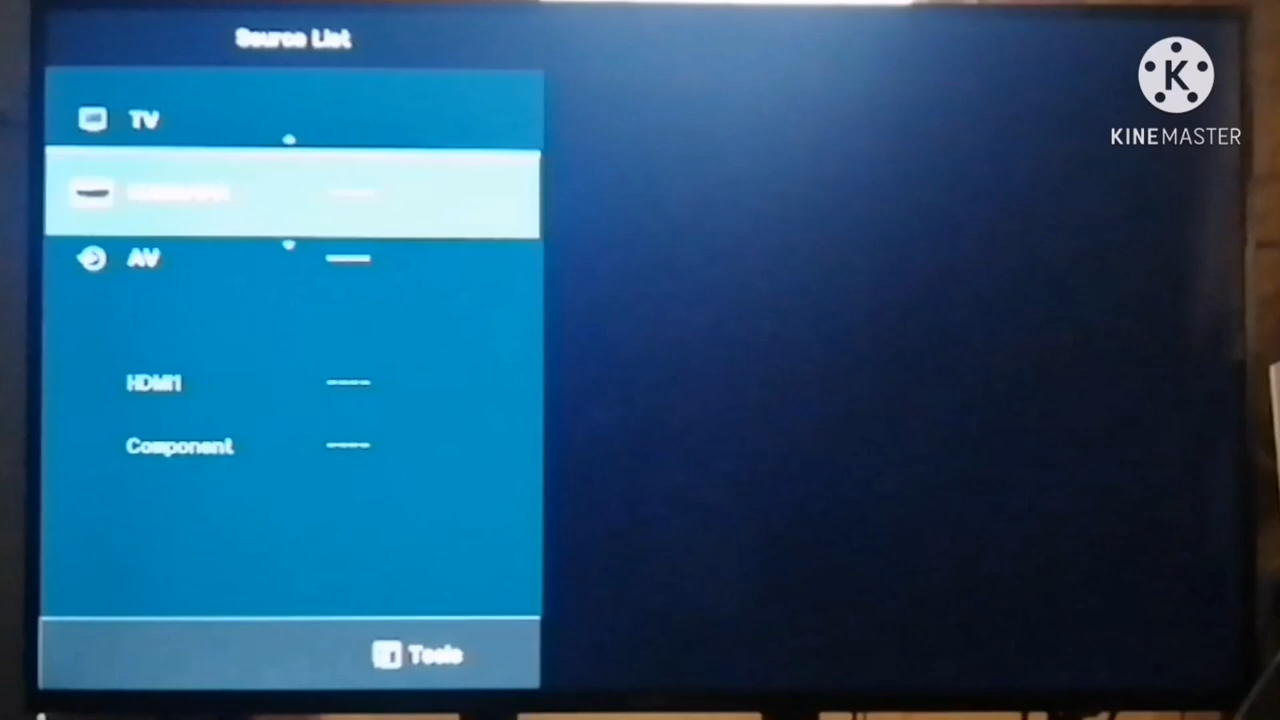 Source List
TV
AV ----
HDMI1 ----
Component ----
Tools
K
KINEMASTER